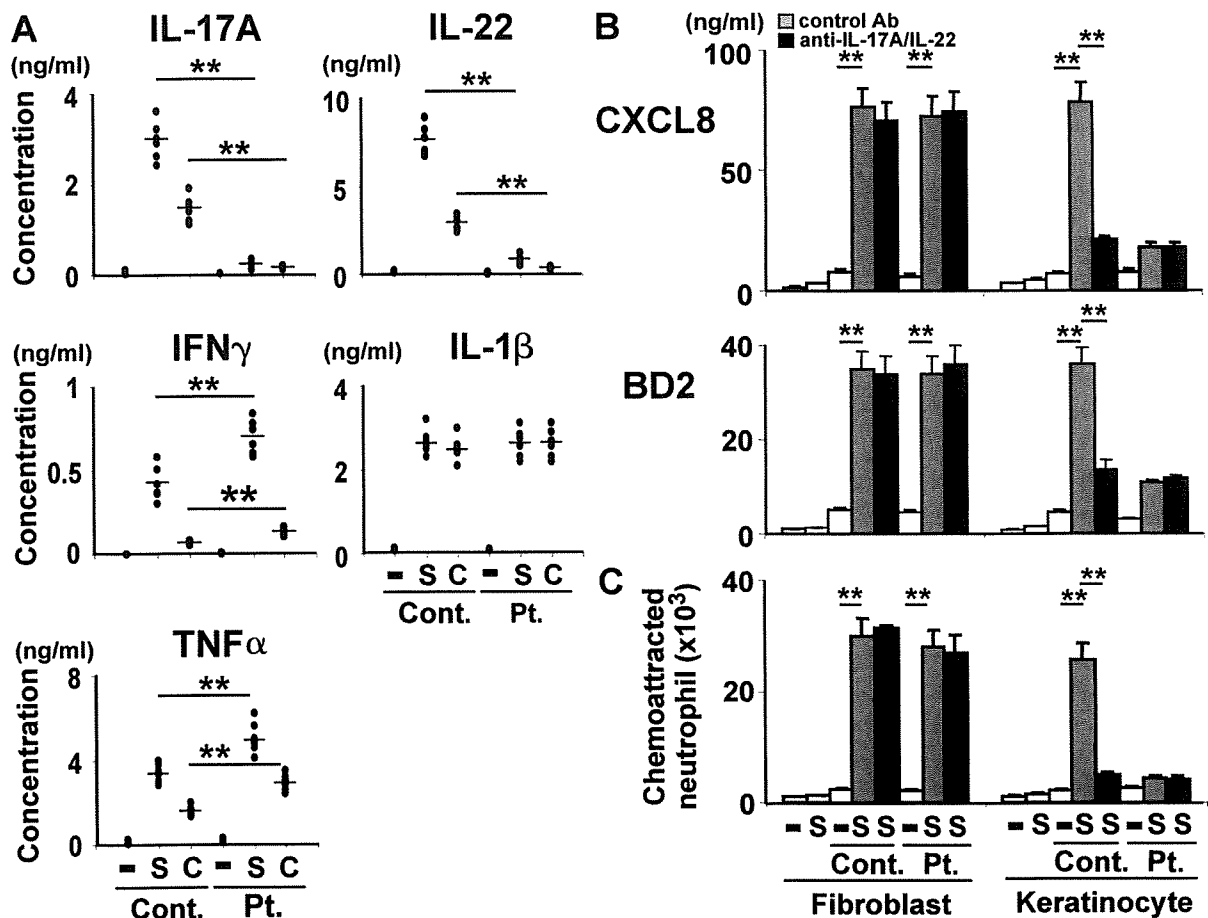 A
IL-17A
IL-22
(ng/ml)
(ng/ml)
Concentration
4
2
0
**
**
10
5
0
**
**
IFNγ
IL-1β
(ng/ml)
(ng/ml)
Concentration
1
0.5
0
**
**
4
2
0
- S C - S C
Cont. Pt.
TNFα
(ng/ml)
Concentration
8
4
0
**
**
- S C - S C
Cont. Pt.
B
(ng/ml)
control Ab
anti-IL-17A/IL-22
CXCL8
100
50
0
** ** ** **
BD2
40
20
0
** ** ** **
C
Chemoattracted
neutrophil (x10³)
40
20
0
** ** ** **
- S - S S - S S - S - S S - S S
Cont. Pt. Cont. Pt.
Fibroblast Keratinocyte